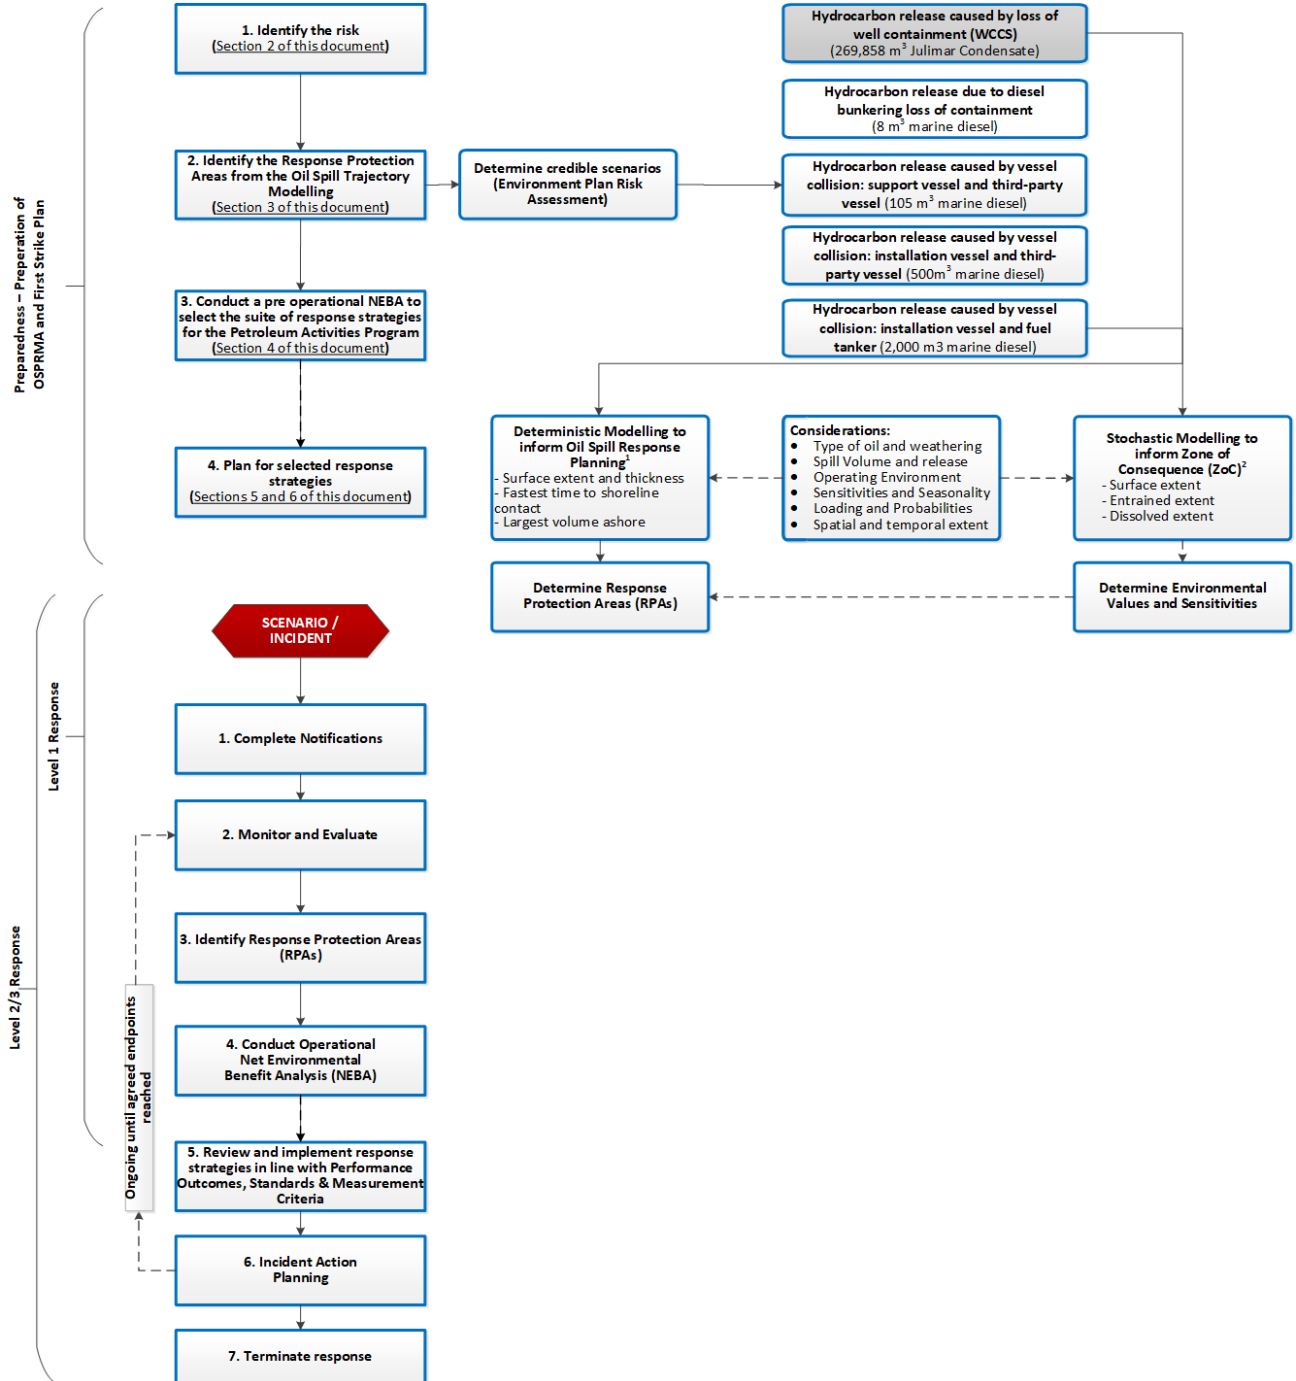 Preparedness – Preperation of
OSPRMA and First Strike Plan
1. Identify the risk
(Section 2 of this document)
2. Identify the Response Protection
Areas from the Oil Spill Trajectory
Modelling
(Section 3 of this document)
3. Conduct a pre operational NEBA to
select the suite of response strategies
for the Petroleum Activities Program
(Section 4 of this document)
4. Plan for selected response
strategies
(Sections 5 and 6 of this document)
Determine credible scenarios
(Environment Plan Risk
Assessment)
Hydrocarbon release caused by loss of
well containment (WCCS)
(269,858 m³ Julimar Condensate)
Hydrocarbon release due to diesel
bunkering loss of containment
(8 m³ marine diesel)
Hydrocarbon release caused by vessel
collision: support vessel and third-party
vessel (105 m³ marine diesel)
Hydrocarbon release caused by vessel
collision: installation vessel and third-
party vessel (500m³ marine diesel)
Hydrocarbon release caused by vessel
collision: installation vessel and fuel
tanker (2,000 m3 marine diesel)
Deterministic Modelling to
inform Oil Spill Response
Planning¹
- Surface extent and thickness
- Fastest time to shoreline
contact
- Largest volume ashore
Considerations:
● Type of oil and weathering
● Spill Volume and release
● Operating Environment
● Sensitivities and Seasonality
● Loading and Probabilities
● Spatial and temporal extent
Stochastic Modelling to
inform Zone of
Consequence (ZoC)²
- Surface extent
- Entrained extent
- Dissolved extent
Determine Response
Protection Areas (RPAs)
Determine Environmental
Values and Sensitivities
Level 2/3 Response
Level 1 Response
SCENARIO /
INCIDENT
1. Complete Notifications
2. Monitor and Evaluate
3. Identify Response Protection Areas
(RPAs)
4. Conduct Operational
Net Environmental
Benefit Analysis (NEBA)
5. Review and implement response
strategies in line with Performance
Outcomes, Standards & Measurement
Criteria
6. Incident Action
Planning
7. Terminate response
Ongoing until agreed endpoints
reached